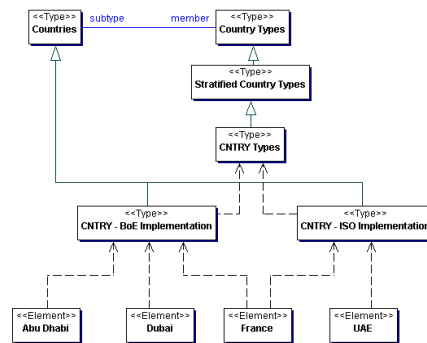 <<Type>>
Countries
subtype
member
<<Type>>
Country Types
<<Type>>
Stratified Country Types
<<Type>>
CNTRY Types
<<Type>>
CNTRY - BoE Implementation
<<Type>>
CNTRY - ISO Implementation
<<Element>>
Abu Dhabi
<<Element>>
Dubai
<<Element>>
France
<<Element>>
UAE